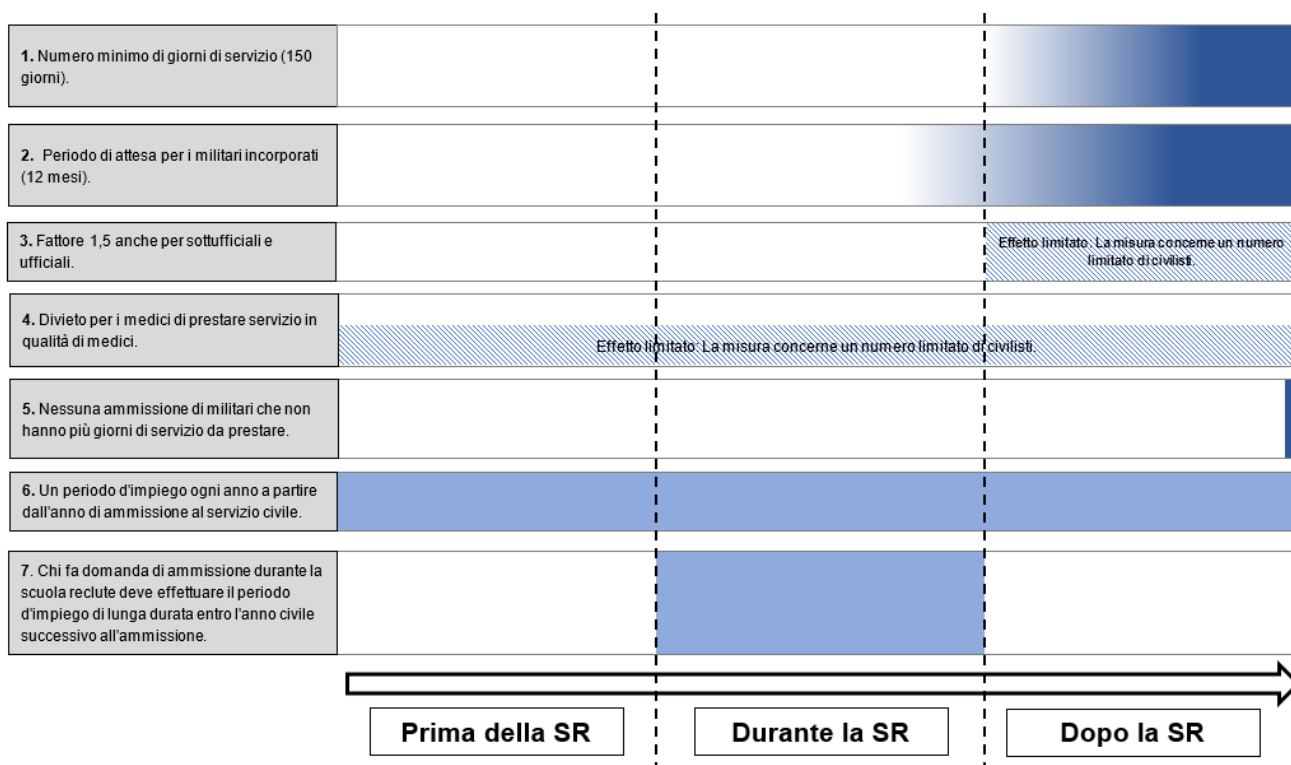 1. Numero minimo di giorni di servizio (150
giorni).
2. Periodo di attesa per i militari incorporati
(12 mesi).
3. Fattore 1,5 anche per sottufficiali e
ufficiali.
Effetto limitato: La misura concerne un numero
limitato di civilisti.
4. Divieto per i medici di prestare servizio in
qualità di medici.
Effetto limitato: La misura concerne un numero limitato di civilisti.
5. Nessuna ammissione di militari che non
hanno più giorni di servizio da prestare.
6. Un periodo d'impiego ogni anno a partire
dall'anno di ammissione al servizio civile.
7. Chi fa domanda di ammissione durante la
scuola reclute deve effettuare il periodo
d'impiego di lunga durata entro l'anno civile
successivo all'ammissione.
Prima della SR
Durante la SR
Dopo la SR